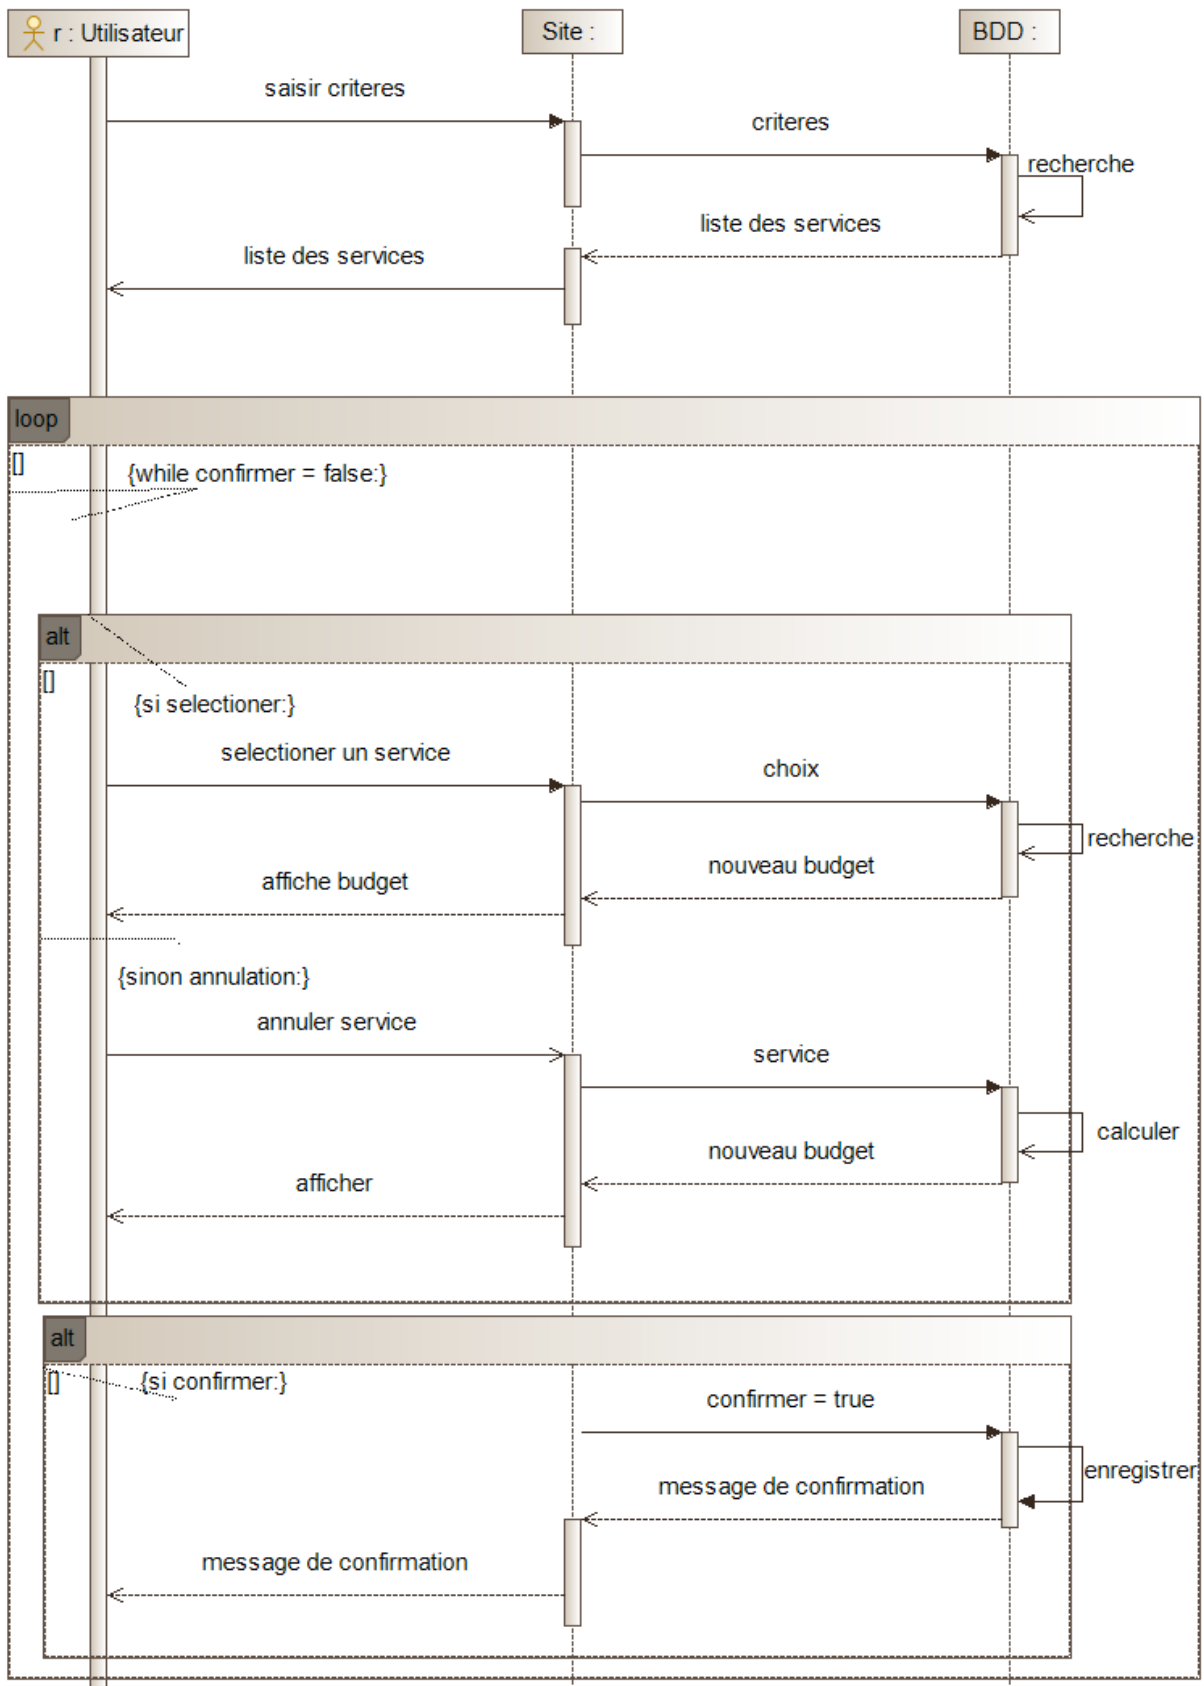 r : Utilisateur
Site :
BDD :
saisir criteres
criteres
recherche
liste des services
liste des services
loop
[]
{while confirmer = false:}
alt
[]
{si selectioner:}
selectioner un service
choix
recherche
nouveau budget
affiche budget
{sinon annulation:}
annuler service
service
calculer
nouveau budget
afficher
alt
[]
{si confirmer:}
confirmer = true
enregistrer
message de confirmation
message de confirmation